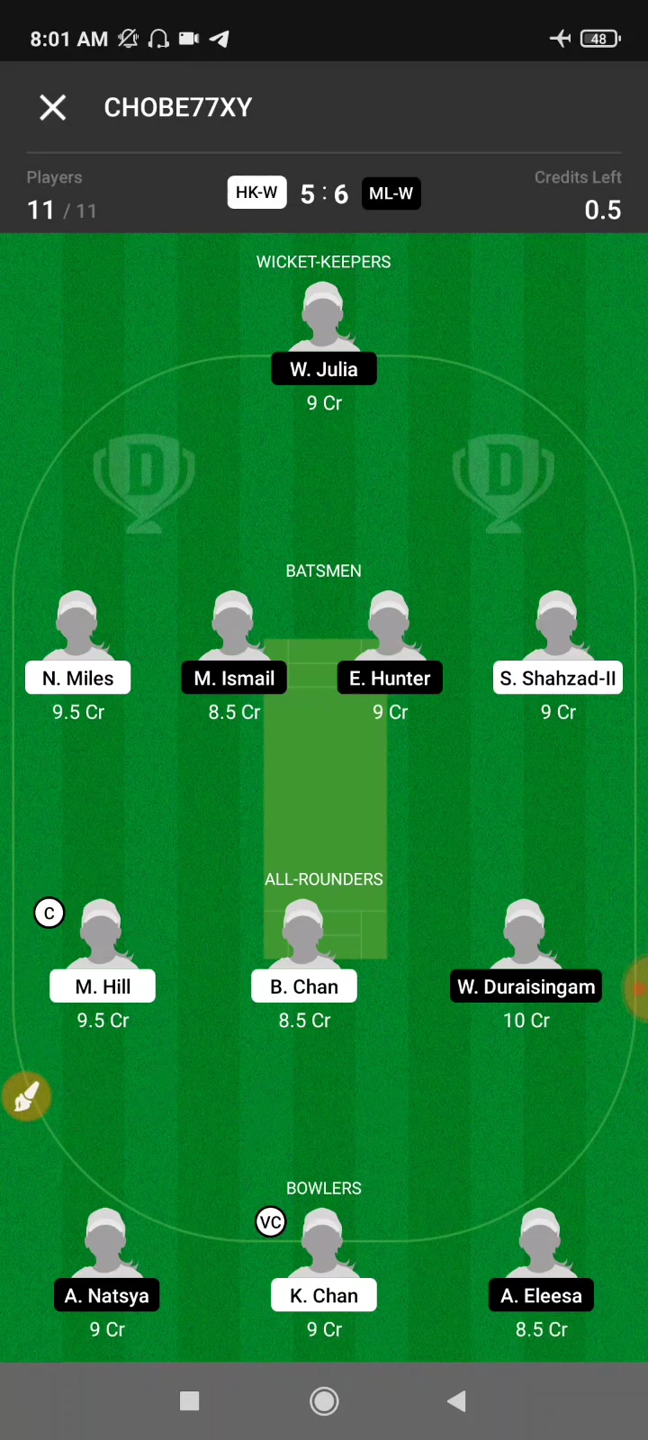 8:01 AM
48
CHOBE77XY
Players
Credits Left
11 / 11
HK-W 5 : 6 ML-W
0.5
WICKET-KEEPERS
W. Julia
9 Cr
D D
BATSMEN
N. Miles M. Ismail E. Hunter S. Shahzad-II
9.5 Cr 8.5 Cr 9 Cr 9 Cr
ALL-ROUNDERS
C
M. Hill B. Chan W. Duraisingam
9.5 Cr 8.5 Cr 10 Cr
BOWLERS
VC
A. Natsya K. Chan A. Eleesa
9 Cr 9 Cr 8.5 Cr